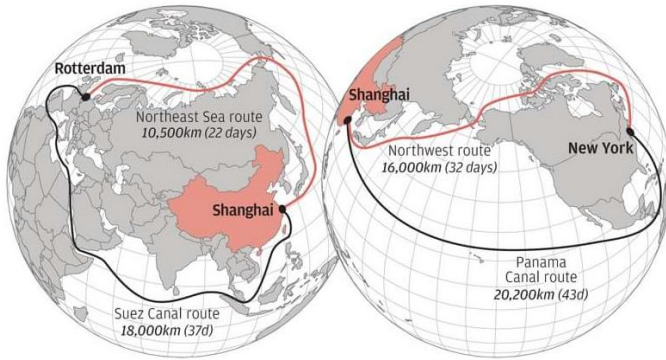 Rotterdam
Northeast Sea route
10,500km (22 days)
Shanghai
Suez Canal route
18,000km (37d)
Shanghai
Northwest route
16,000km (32 days)
New York
Panama
Canal route
20,200km (43d)